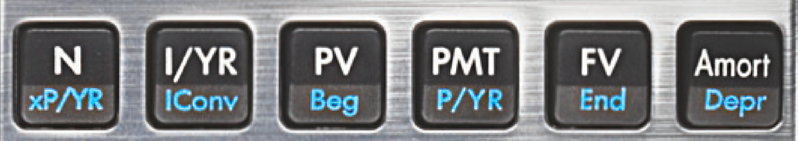 N I/YR PV PMT FV Amort
xP/YR IConv Beg P/YR End Depr